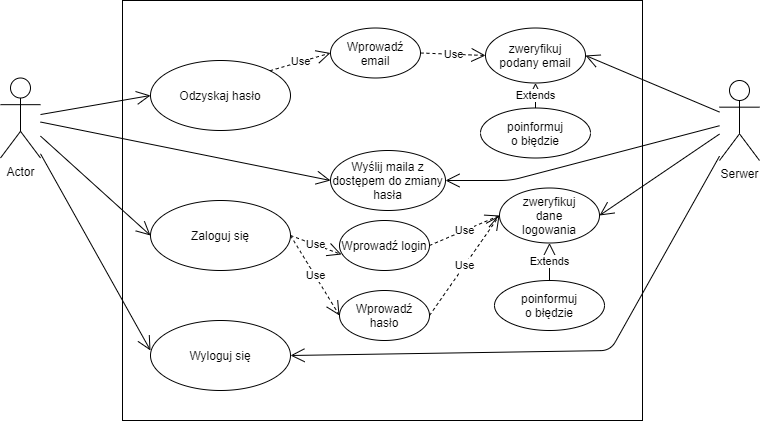 Wprowadź
email
zweryfikuj
podany email
Use
Use
Odzyskaj hasło
Extends
poinformuj
o błędzie
Actor
Serwer
Wyślij maila z
dostępem do zmiany
hasła
zweryfikuj
dane
logowania
Zaloguj się
Use
Wprowadź login
Use
Use
Use
Extends
Wprowadź
hasło
poinformuj
o błędzie
Wyloguj się